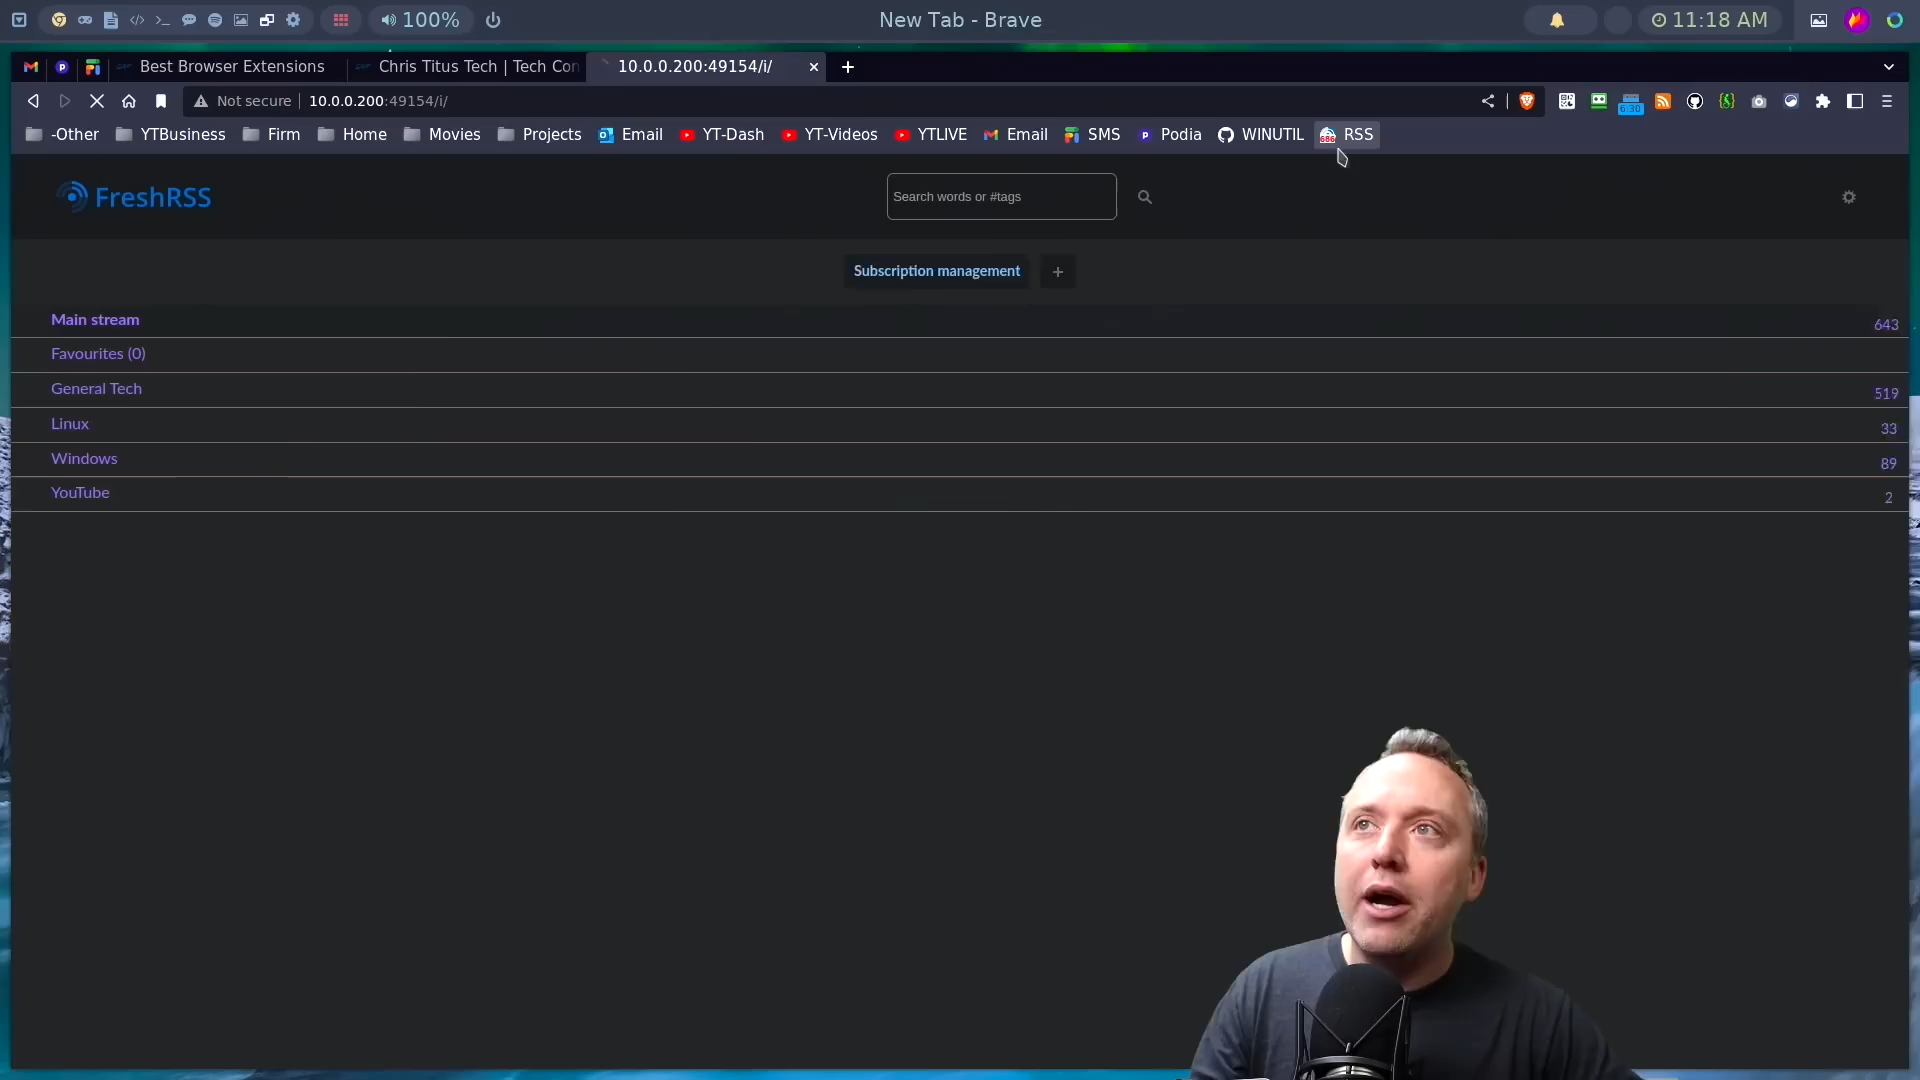 100%
New Tab - Brave
11:18 AM
Best Browser Extensions
Chris Titus Tech | Tech Con
10.0.0.200:49154/i/
Not secure
10.0.0.200:49154/i/
6:30
-Other
YTBusiness
Firm
Home
Movies
Projects
Email
YT-Dash
YT-Videos
YTLIVE
Email
SMS
Podia
WINUTIL
RSS
FreshRSS
Search words or #tags
Subscription management
+
Main stream
643
Favourites (0)
General Tech
519
Linux
33
Windows
89
YouTube
2